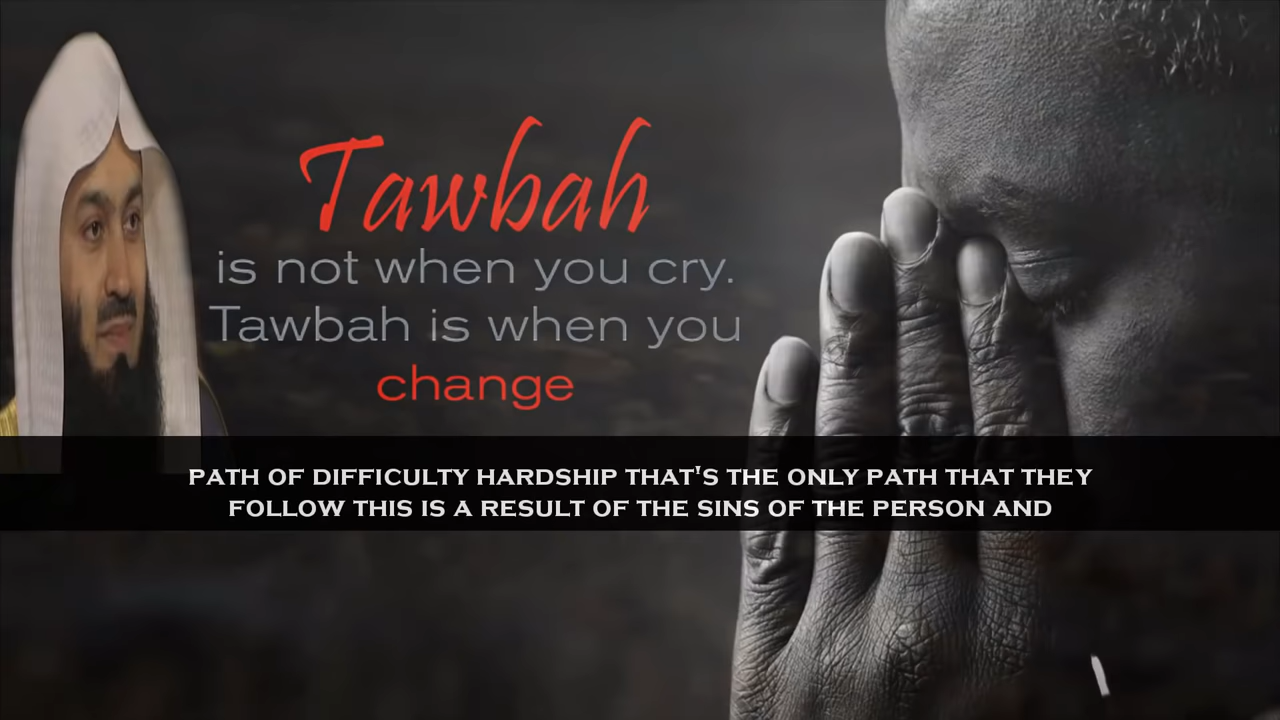 Tawbah
is not when you cry.
Tawbah is when you
change
PATH OF DIFFICULTY HARDSHIP THAT'S THE ONLY PATH THAT THEY
FOLLOW THIS IS A RESULT OF THE SINS OF THE PERSON AND